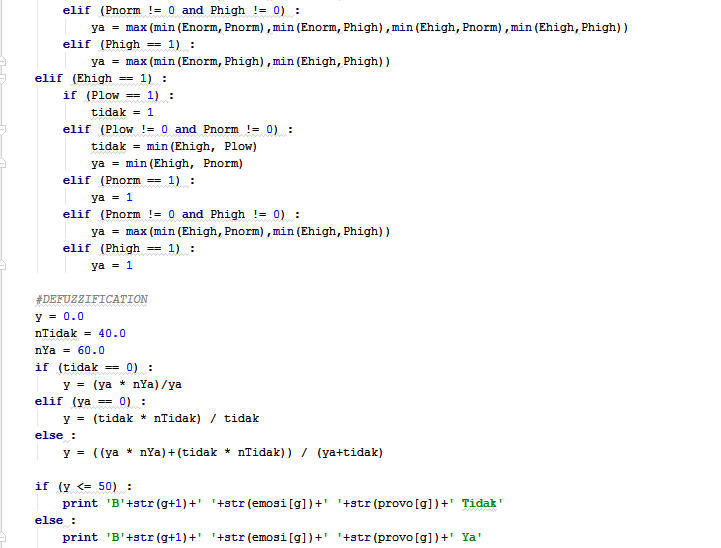 elif (Pnorm != 0 and Phigh != 0) :
ya = max(min(Enorm,Pnorm),min(Enorm,Phigh),min(Ehigh,Pnorm),min(Ehigh,Phigh))
elif (Phigh == 1) :
ya = max(min(Enorm,Phigh),min(Ehigh,Phigh))
elif (Ehigh == 1) :
if (Plow == 1) :
tidak = 1
elif (Plow != 0 and Pnorm != 0) :
tidak = min(Ehigh, Plow)
ya = min(Ehigh, Pnorm)
elif (Pnorm == 1) :
ya = 1
elif (Pnorm != 0 and Phigh != 0) :
ya = max(min(Ehigh,Pnorm),min(Ehigh,Phigh))
elif (Phigh == 1) :
ya = 1
#DEFUZZIFICATION
y = 0.0
nTidak = 40.0
nYa = 60.0
if (tidak == 0) :
y = (ya * nYa)/ya
elif (ya == 0) :
y = (tidak * nTidak) / tidak
else :
y = ((ya * nYa)+(tidak * nTidak)) / (ya+tidak)
if (y <= 50) :
print 'B'+str(g+1)+' '+str(emosi[g])+' '+str(provo[g])+' Tidak'
else :
print 'B'+str(g+1)+' '+str(emosi[g])+' '+str(provo[g])+' Ya'